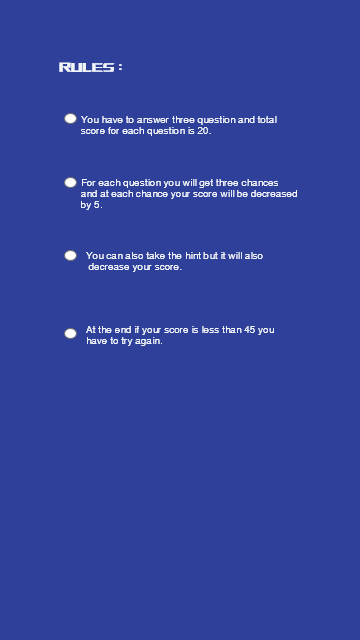 RULES :
You have to answer three question and total
score for each question is 20.
For each question you will get three chances
and at each chance your score will be decreased
by 5.
You can also take the hint but it will also
decrease your score.
At the end if your score is less than 45 you
have to try again.